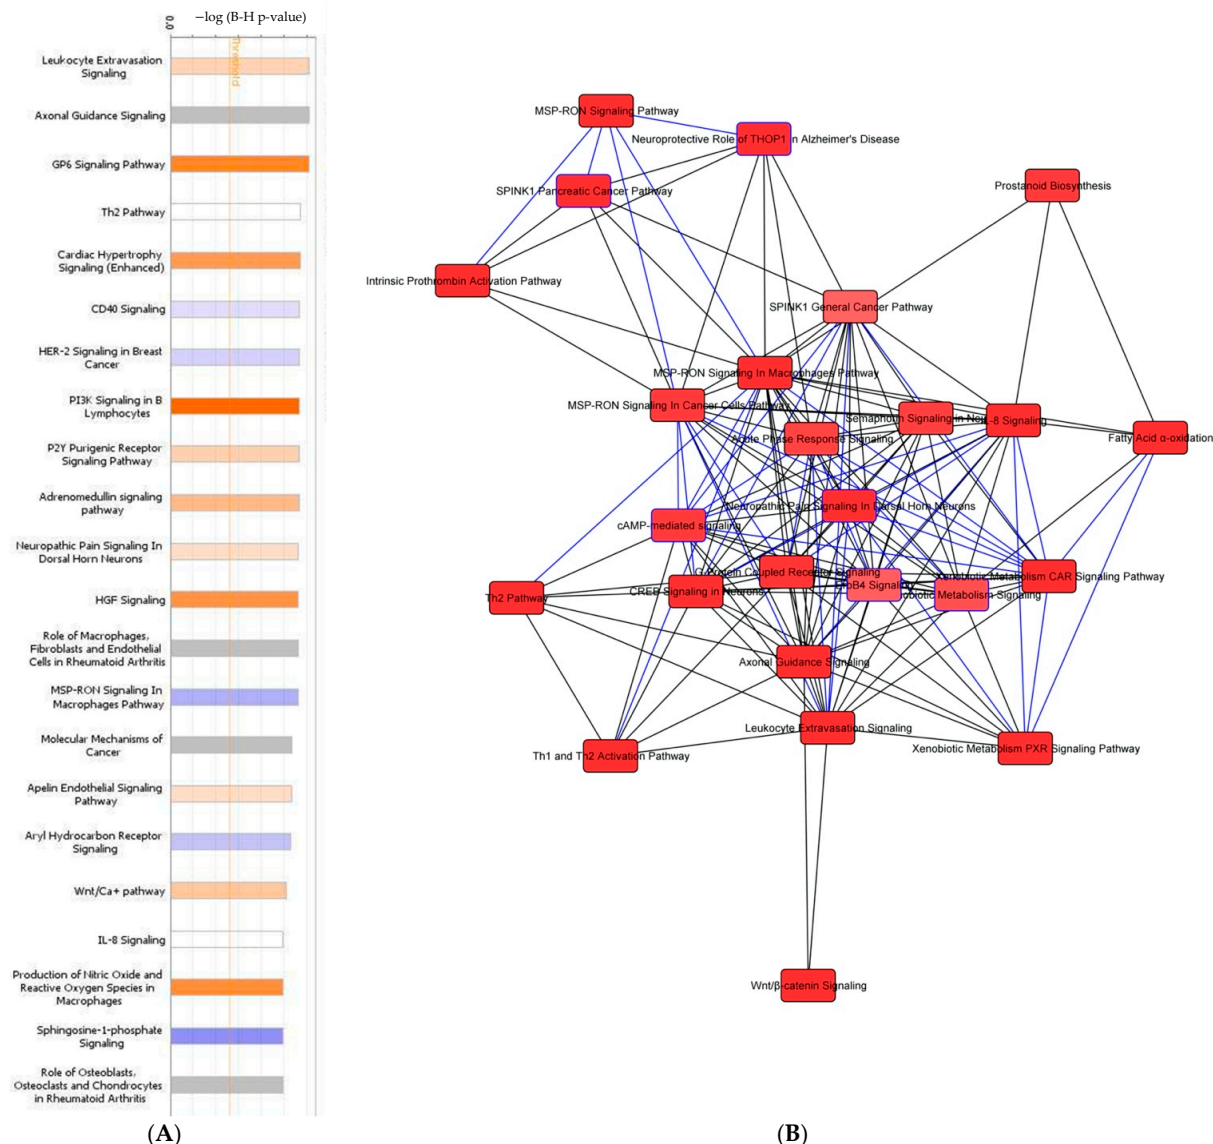 −log (B-H p-value)
0.0
Threshold
Leukocyte Extravasation
Signaling
Axonal Guidance Signaling
GP6 Signaling Pathway
Th2 Pathway
Cardiac Hypertrophy
Signaling (Enhanced)
CD40 Signaling
HER-2 Signaling in Breast
Cancer
PI3K Signaling in B
Lymphocytes
P2Y Purigenic Receptor
Signaling Pathway
Adrenomedullin signaling
pathway
Neuropathic Pain Signaling In
Dorsal Horn Neurons
HGF Signaling
Role of Macrophages,
Fibroblasts and Endothelial
Cells in Rheumatoid Arthritis
MSP-RON Signaling In
Macrophages Pathway
Molecular Mechanisms of
Cancer
Apelin Endothelial Signaling
Pathway
Aryl Hydrocarbon Receptor
Signaling
Wnt/Ca+ pathway
IL-8 Signaling
Production of Nitric Oxide and
Reactive Oxygen Species in
Macrophages
Sphingosine-1-phosphate
Signaling
Role of Osteoblasts,
Osteoclasts and Chondrocytes
in Rheumatoid Arthritis
(A)
MSP-RON Signaling Pathway
Neuroprotective Role of THOP1 in Alzheimer's Disease
SPINK1 Pancreatic Cancer Pathway
Prostanoid Biosynthesis
Intrinsic Prothrombin Activation Pathway
SPINK1 General Cancer Pathway
MSP-RON Signaling In Macrophages Pathway
MSP-RON Signaling In Cancer Cells Pathway
Semaphorin Signaling in
IL-8 Signaling
Acute Phase Response Signaling
Fatty Acid α-oxidation
Neuropathic Pain Signaling In Dorsal Horn Neurons
cAMP-mediated signaling
G-Protein Coupled Receptor Signaling
Xenobiotic Metabolism CAR Signaling Pathway
CREB Signaling in Neurons
Signaling
Metabolism Signaling
Th2 Pathway
Axonal Guidance Signaling
Leukocyte Extravasation Signaling
Th1 and Th2 Activation Pathway
Xenobiotic Metabolism PXR Signaling Pathway
Wnt/β-catenin Signaling
(B)